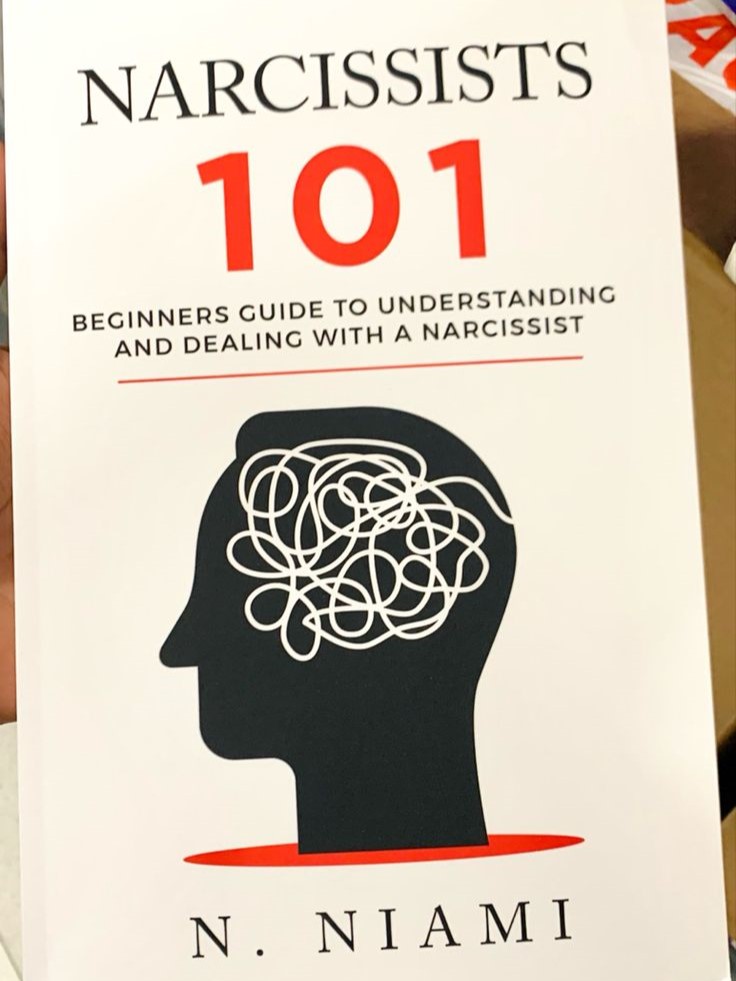 NARCISSISTS
101
BEGINNERS GUIDE TO UNDERSTANDING
AND DEALING WITH A NARCISSIST
N. NIAMI